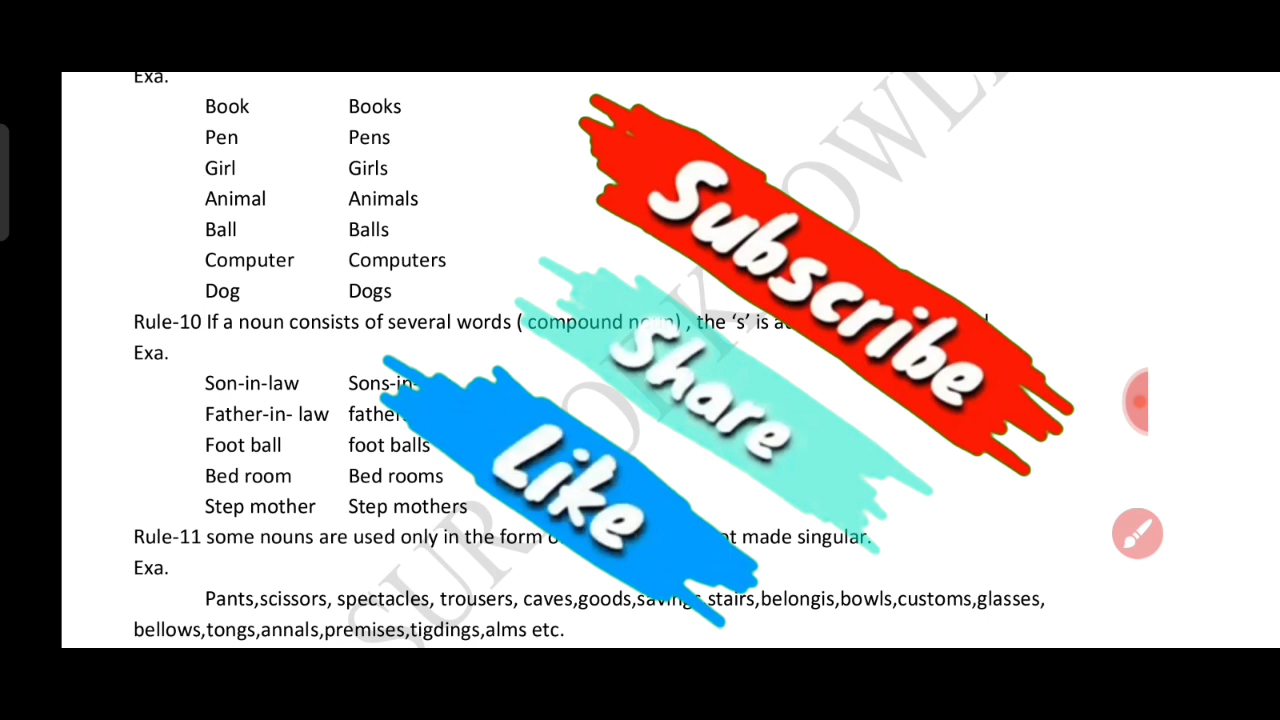 Exa.
Book Books
Pen Pens
Girl Girls
Animal Animals
Ball Balls
Computer Computers
Dog Dogs
Rule-10 If a noun consists of several words ( compound noun) , the ‘s’ is
Exa.
Son-in-law Sons-in-
Father-in- law father
Foot ball foot balls
Bed room Bed rooms
Step mother Step mothers
Rule-11 some nouns are used only in the form made singular.
Exa.
Pants,scissors, spectacles, trousers, caves,goods,savings,stairs,belongis,bowls,customs,glasses,
bellows,tongs,annals,premises,tigdings,alms etc.
Subscribe
Share
Like